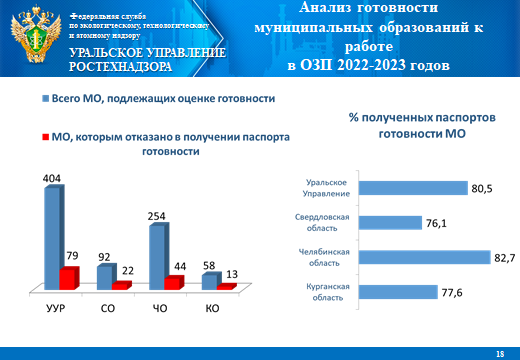 Федеральная служба
по экологическому, технологическому
и атомному надзору
УРАЛЬСКОЕ УПРАВЛЕНИЕ
РОСТЕХНАДЗОРА
Анализ готовности
муниципальных образований к
работе
в ОЗП 2022-2023 годов
Всего МО, подлежащих оценке готовности
МО, которым отказано в получении паспорта
готовности
404
79
92
22
254
44
58
13
УУР СО ЧО КО
% полученных паспортов
готовности МО
Уральское
Управление
80,5
Свердловская
область
76,1
Челябинская
область
82,7
Курганская
область
77,6
18